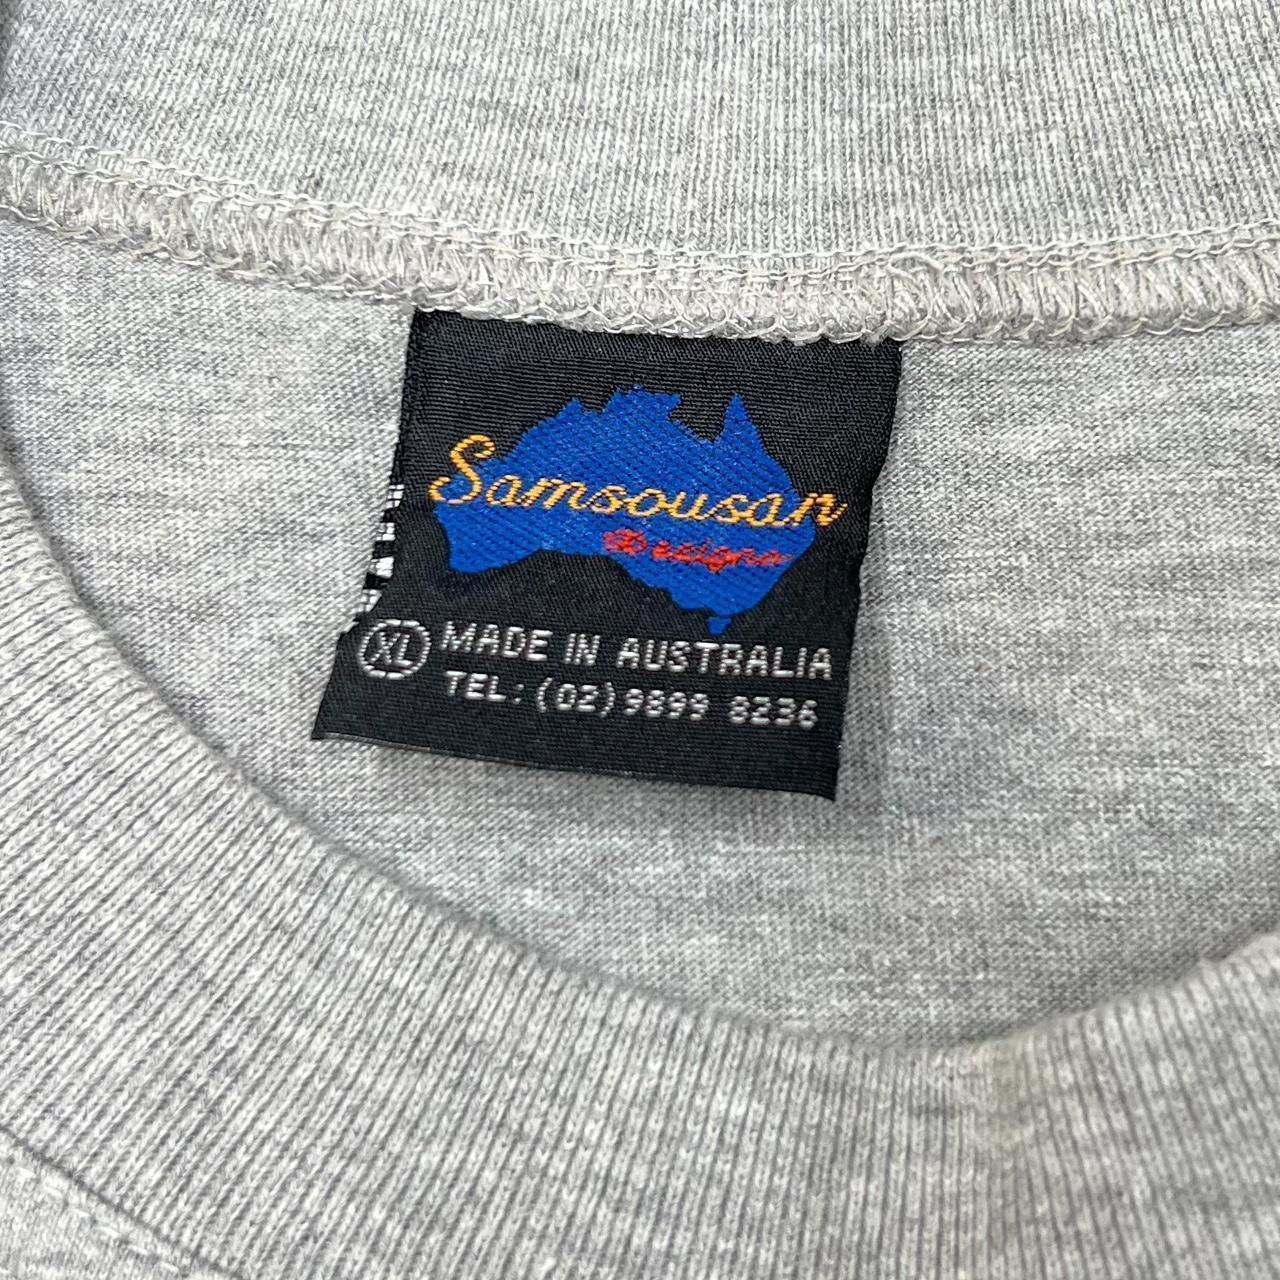 Samsousan
Designs
XL MADE IN AUSTRALIA
TEL: (02) 9899 8236